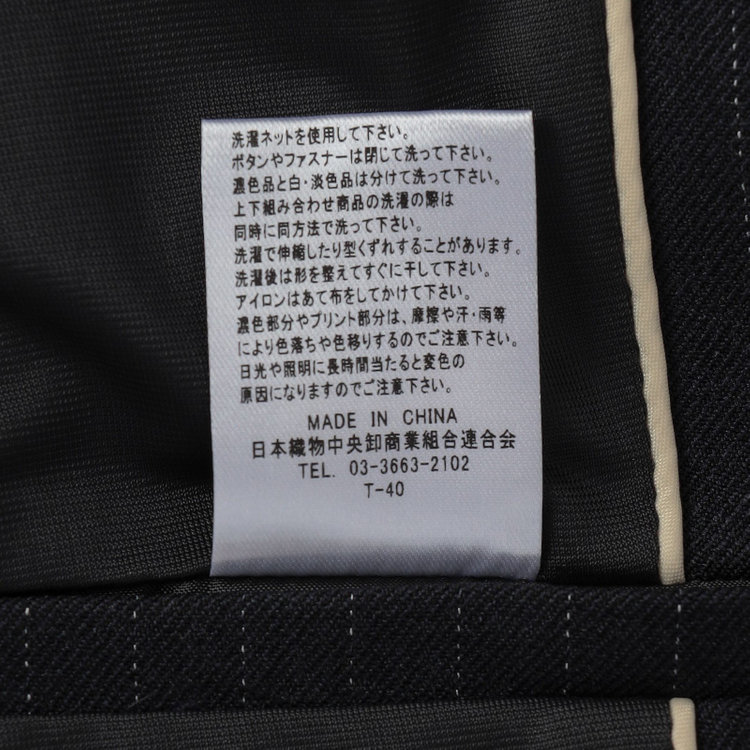 洗濯ネットを使用して下さい。
ボタンやファスナーは閉じて洗って下さい。
濃色品と白・淡色品は分けて洗って下さい。
上下組み合わせ商品の洗濯の際は
同時に同方法で洗って下さい。
洗濯で伸縮したり型くずれすることがあります。
洗濯後は形を整えてすぐに干して下さい。
アイロンはあて布をしてかけて下さい。
濃色部分やプリント部分は、摩擦や汗・雨等
により色落ちや色移りするのでご注意下さい。
日光や照明に長時間当たると変色の
原因になりますのでご注意下さい。
MADE IN CHINA
日本織物中央卸商業組合連合会
TEL. 03-3663-2102
T-40